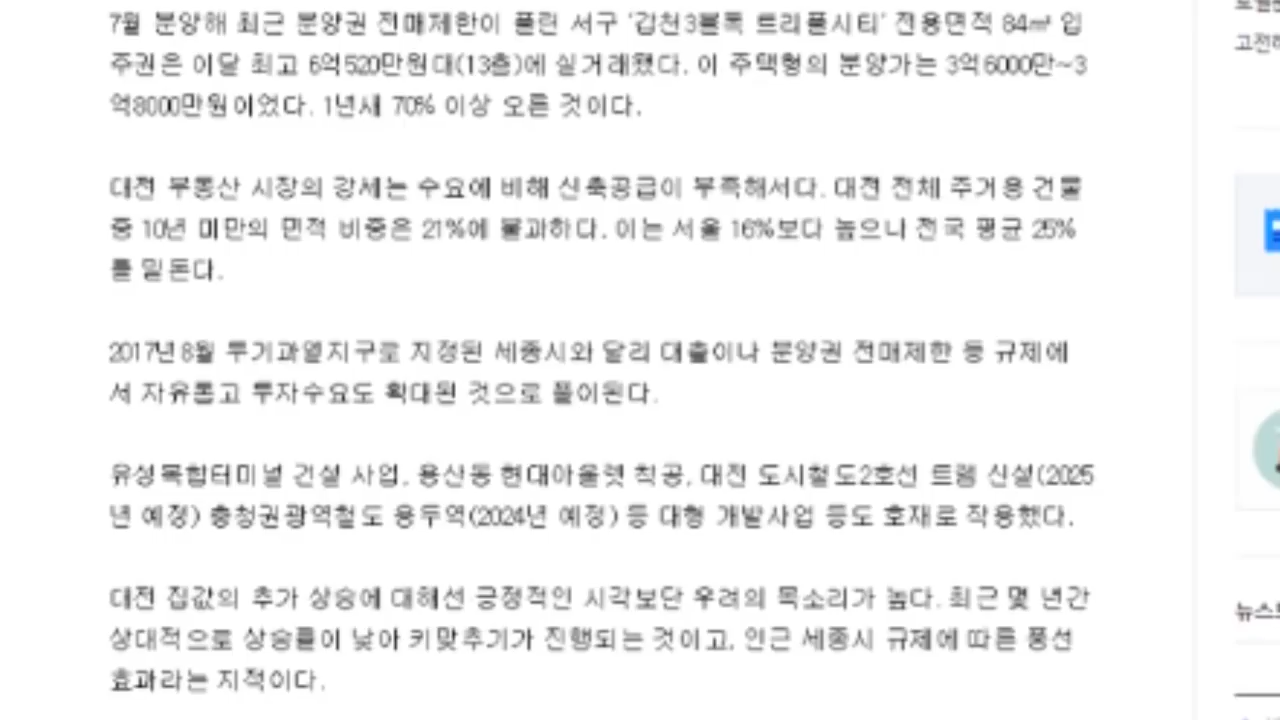 7월 분양해 최근 분양권 전매제한이 풀린 서구 '갑천3블록 트리풀시티' 전용면적 84㎡ 입
주권은 이달 최고 6억520만원대(13층)에 실거래됐다. 이 주택형의 분양가는 3억6000만~3
억8000만원이었다. 1년새 70% 이상 오른 것이다.
대전 부동산 시장의 강세는 수요에 비해 신축공급이 부족해서다. 대전 전체 주거용 건물
중 10년 미만의 면적 비중은 21%에 불과하다. 이는 서울 16%보다 높으나 전국 평균 25%
를 밑돈다.
2017년 8월 투기과열지구로 지정된 세종시와 달리 대출이나 분양권 전매제한 등 규제에
서 자유롭고 투자수요도 확대된 것으로 풀이된다.
유성복합터미널 건설 사업, 용산동 현대아울렛 착공, 대전 도시철도2호선 트램 신설(2025
년 예정) 충청권광역철도 용두역(2024년 예정) 등 대형 개발사업 등도 호재로 작용했다.
대전 집값의 추가 상승에 대해선 긍정적인 시각보단 우려의 목소리가 높다. 최근 몇 년간
상대적으로 상승률이 낮아 키맞추기가 진행되는 것이고, 인근 세종시 규제에 따른 풍선
효과라는 지적이다.
고전
뉴스